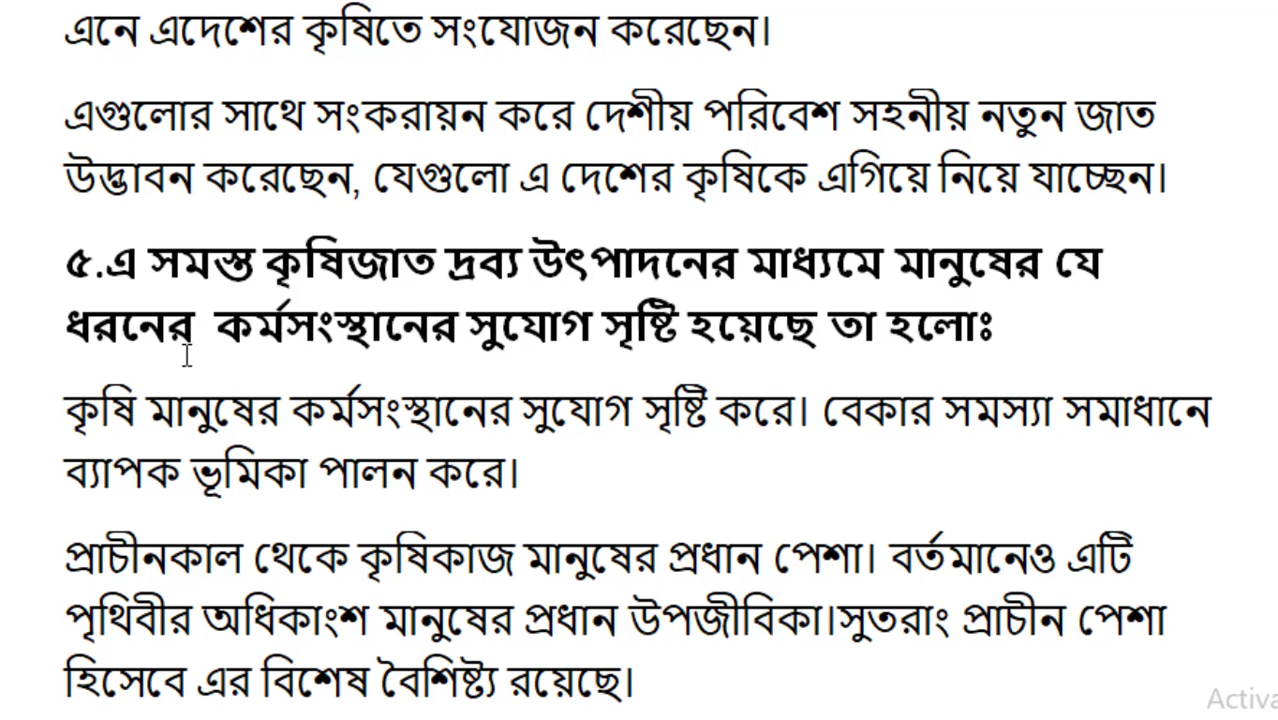 এনে এদেশের কৃষিতে সংযোজন করেছেন।
এগুলোর সাথে সংকরায়ন করে দেশীয় পরিবেশ সহনীয় নতুন জাত
উদ্ভাবন করেছেন, যেগুলো এ দেশের কৃষিকে এগিয়ে নিয়ে যাচ্ছেন।
৫.এ সমস্ত কৃষিজাত দ্রব্য উৎপাদনের মাধ্যমে মানুষের যে
ধরনের কর্মসংস্থানের সুযোগ সৃষ্টি হয়েছে তা হলোঃ
কৃষি মানুষের কর্মসংস্থানের সুযোগ সৃষ্টি করে। বেকার সমস্যা সমাধানে
ব্যাপক ভূমিকা পালন করে।
প্রাচীনকাল থেকে কৃষিকাজ মানুষের প্রধান পেশা। বর্তমানেও এটি
পৃথিবীর অধিকাংশ মানুষের প্রধান উপজীবিকা।সুতরাং প্রাচীন পেশা
হিসেবে এর বিশেষ বৈশিষ্ট্য রয়েছে।